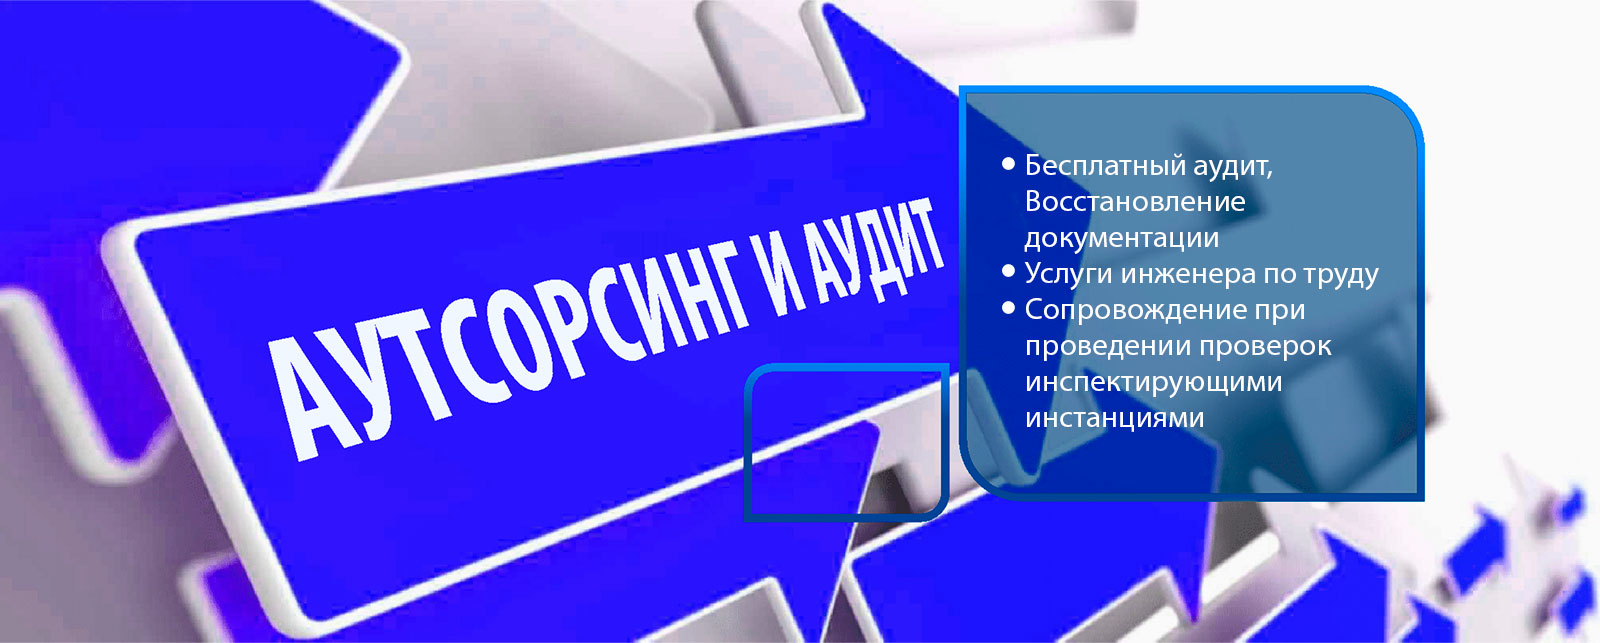 АУТСОРСИНГ И АУДИТ
• Бесплатный аудит,
Восстановление
документации
• Услуги инженера по труду
• Сопровождение при
проведении проверок
инспектирующими
инстанциями